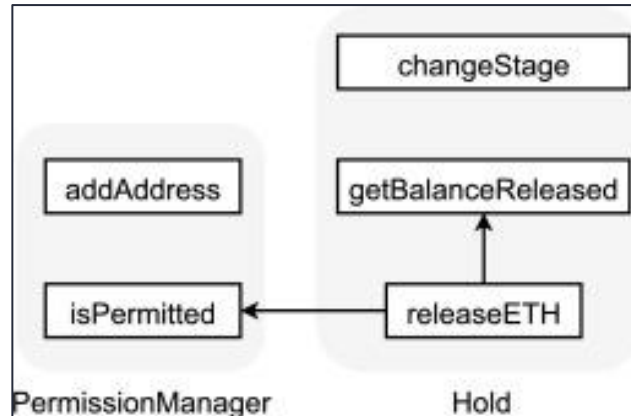 changeStage
addAddress
getBalanceReleased
isPermitted
releaseETH
PermissionManager
Hold